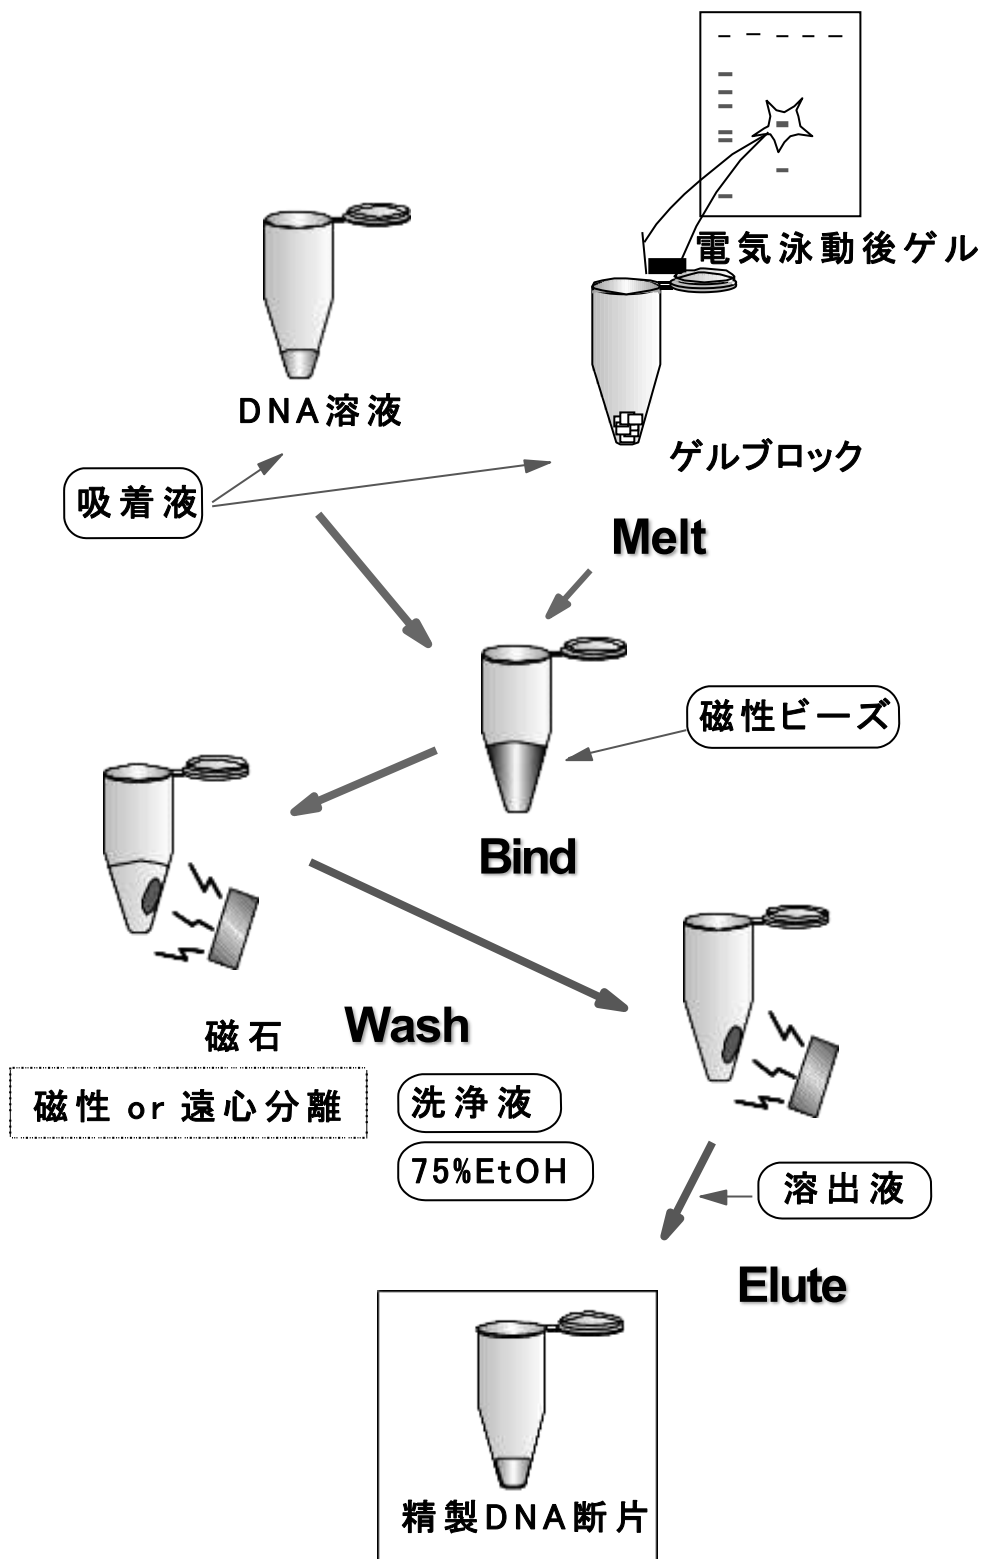 電気泳動後ゲル
DNA溶液
ゲルブロック
吸着液
Melt
磁性ビーズ
Bind
磁石
Wash
磁性 or 遠心分離
洗浄液
75%EtOH
溶出液
Elute
精製DNA断片